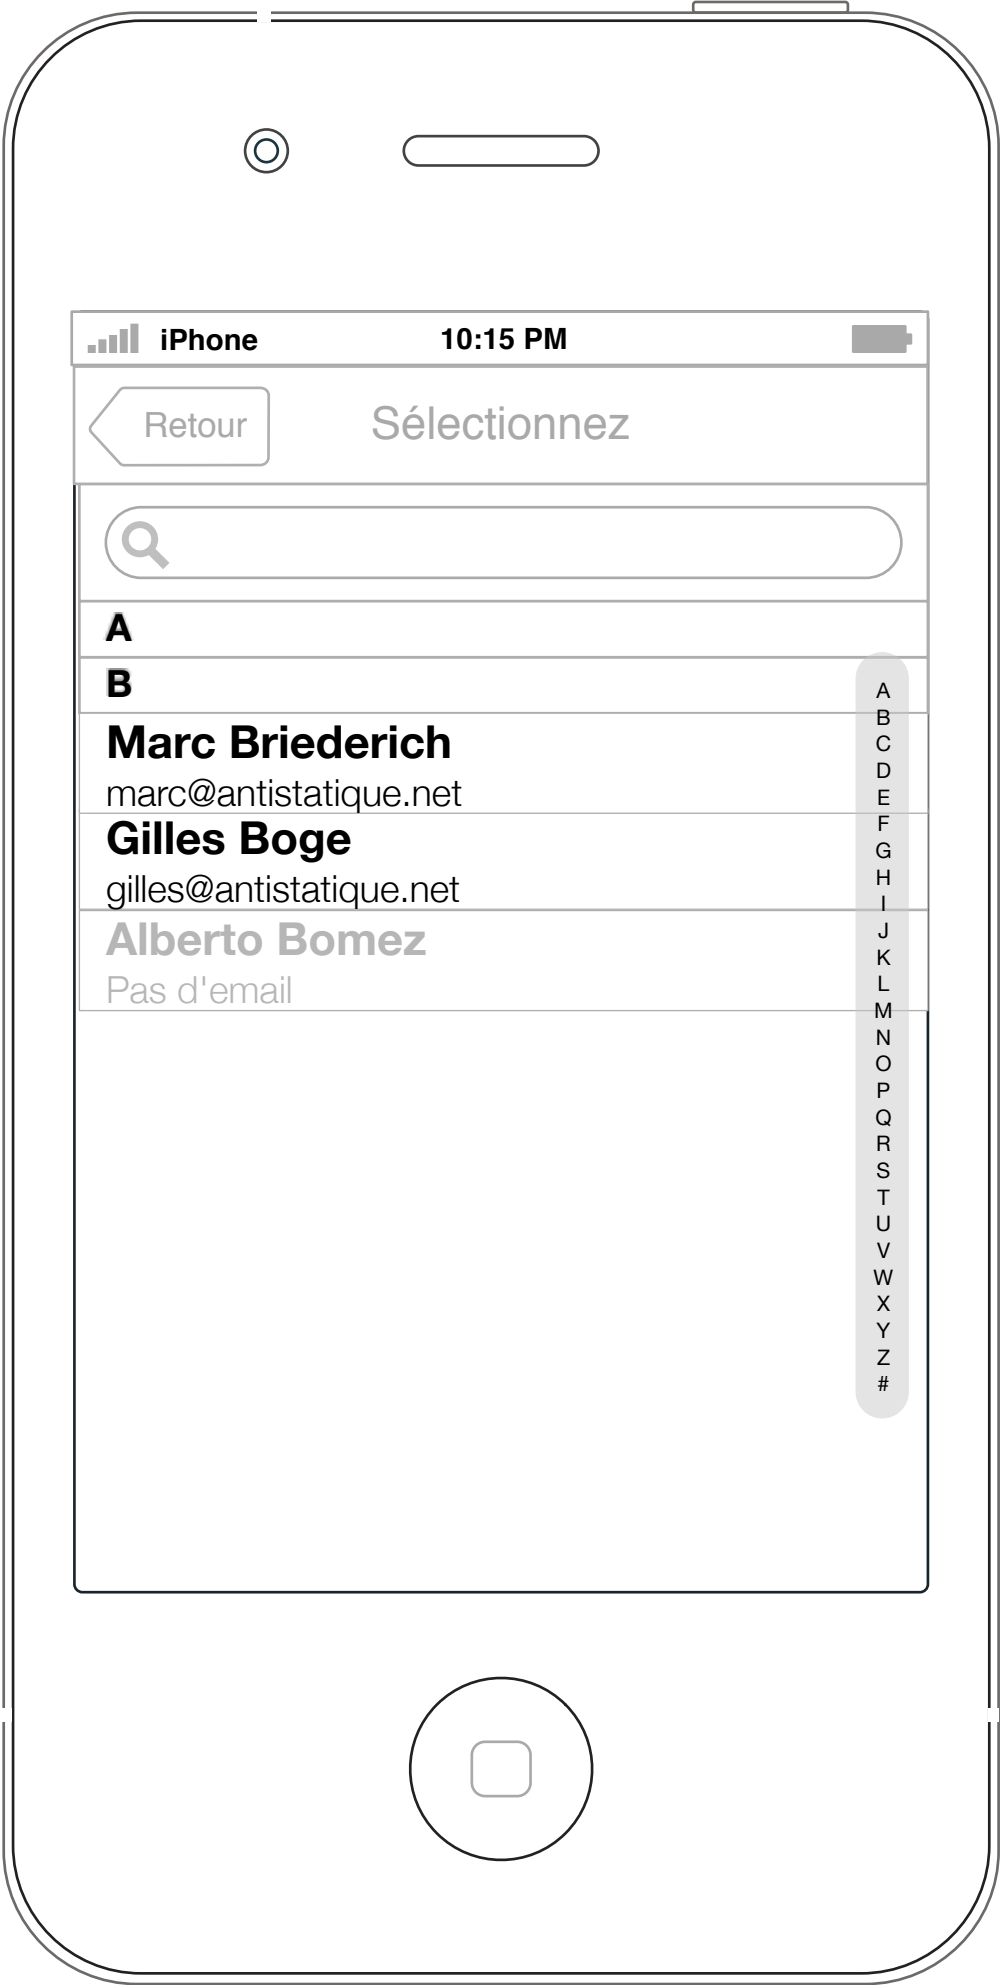 iPhone 10:15 PM
Retour Sélectionnez
A
B
Marc Briederich
marc@antistatique.net
Gilles Boge
gilles@antistatique.net
Alberto Bomez
Pas d'email
A
B
C
D
E
F
G
H
I
J
K
L
M
N
O
P
Q
R
S
T
U
V
W
X
Y
Z
#